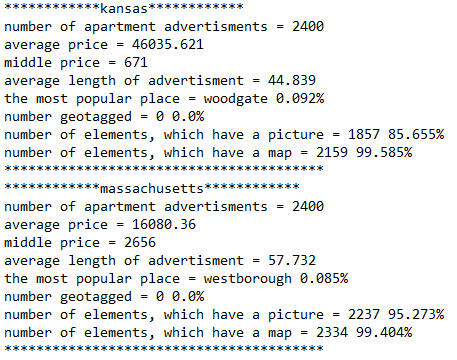 ************kansas************
number of apartment advertisments = 2400
average price = 46035.621
middle price = 671
average length of advertisment = 44.839
the most popular place = woodgate 0.092%
number geotagged = 0 0.0%
number of elements, which have a picture = 1857 85.655%
number of elements, which have a map = 2159 99.585%
****************************************
************massachusetts************
number of apartment advertisments = 2400
average price = 16080.36
middle price = 2656
average length of advertisment = 57.732
the most popular place = westborough 0.085%
number geotagged = 0 0.0%
number of elements, which have a picture = 2237 95.273%
number of elements, which have a map = 2334 99.404%
****************************************